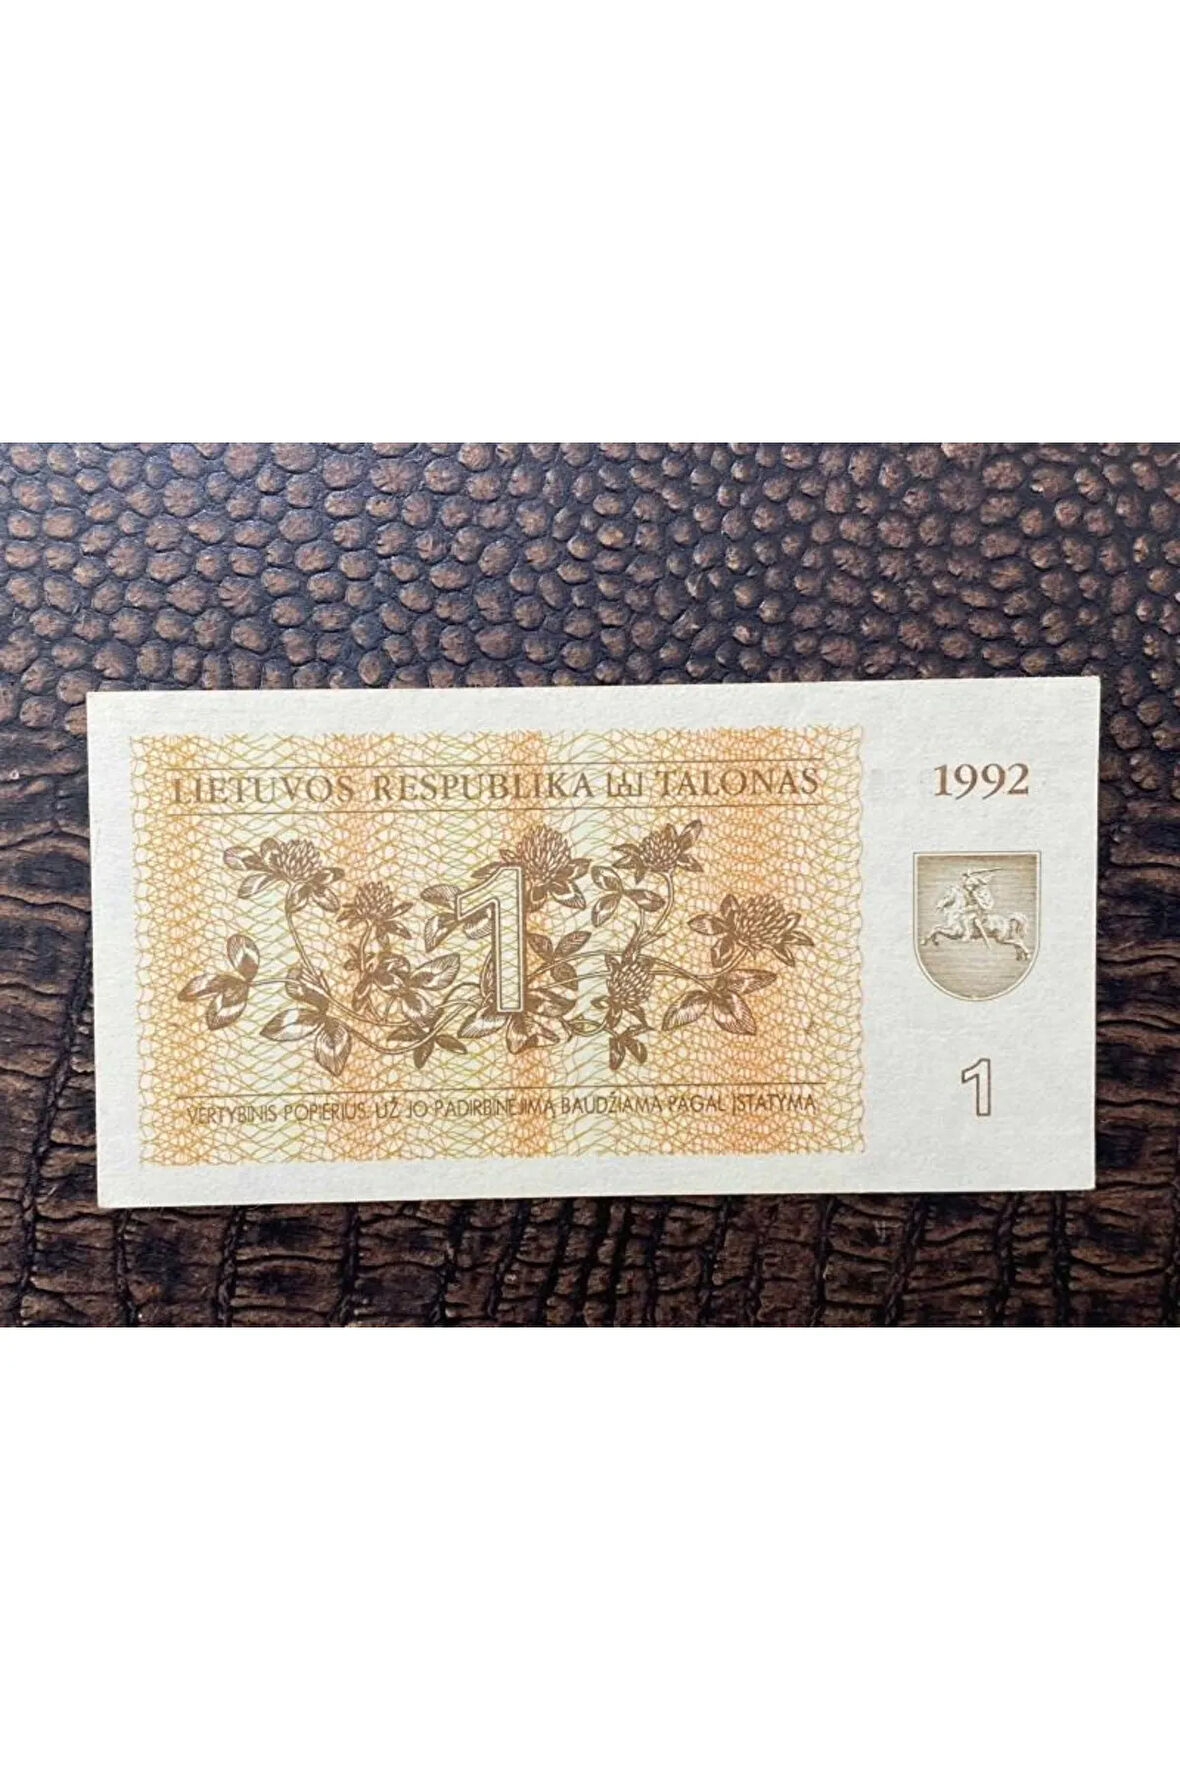 LIETUVOS RESPUBLIKA TALONAS
1992
1
VERTYBINIS POPIERIUS. UŽ JO PADIRBINĖJIMĄ BAUDŽIAMA PAGAL ĮSTATYMĄ
1